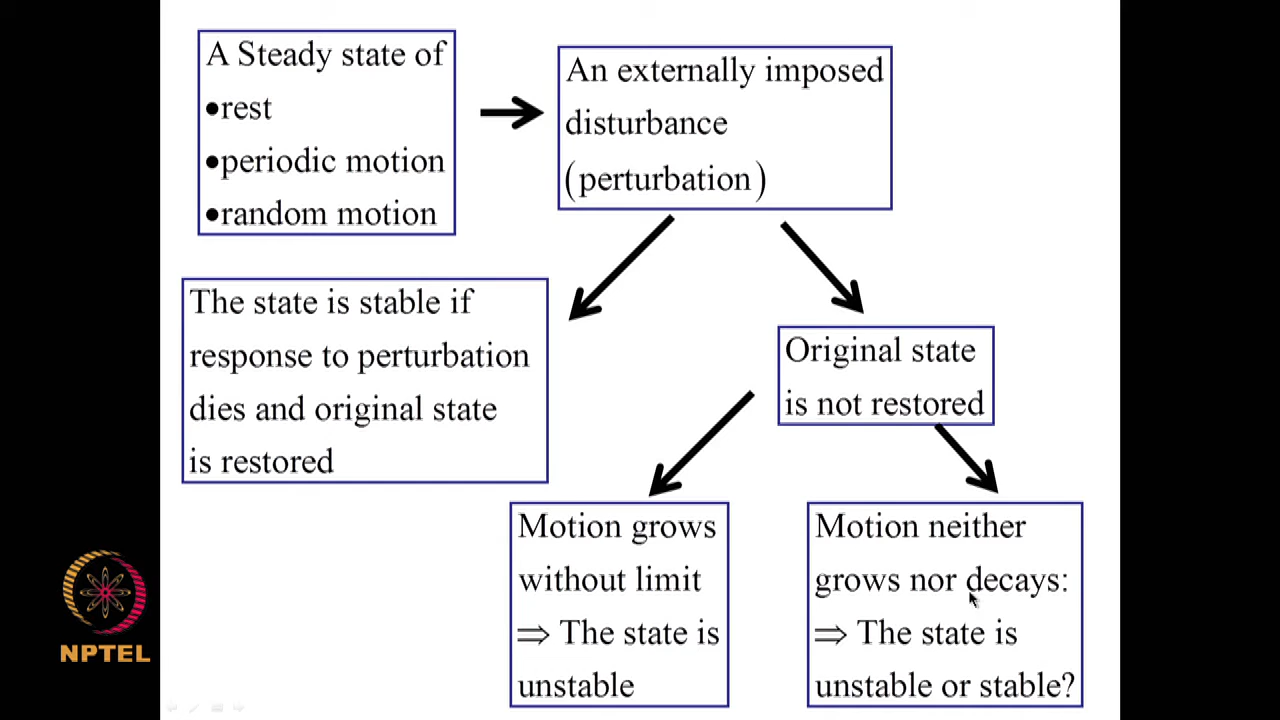 A Steady state of
•rest
•periodic motion
•random motion
An externally imposed
disturbance
(perturbation)
The state is stable if
response to perturbation
dies and original state
is restored
Original state
is not restored
Motion grows
without limit
⇒ The state is
unstable
Motion neither
grows nor decays:
⇒ The state is
unstable or stable?
NPTEL